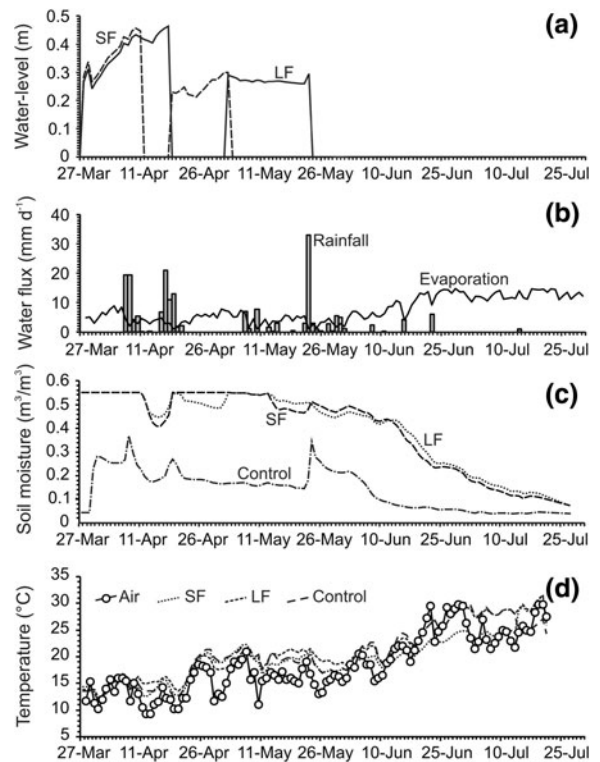 (a)
Water-level (m)
0.6
0.5
0.4
0.3
0.2
0.1
0
SF
LF
27-Mar 11-Apr 26-Apr 11-May 26-May 10-Jun 25-Jun 10-Jul 25-Jul
(b)
Water flux (mm d⁻¹)
40
30
20
10
0
Rainfall
Evaporation
27-Mar 11-Apr 26-Apr 11-May 26-May 10-Jun 25-Jun 10-Jul 25-Jul
(c)
Soil moisture (m³/m³)
0.6
0.5
0.4
0.3
0.2
0.1
0
SF
LF
Control
27-Mar 11-Apr 26-Apr 11-May 26-May 10-Jun 25-Jun 10-Jul 25-Jul
(d)
Temperature (°C)
35
30
25
20
15
10
5
Air SF LF Control
27-Mar 11-Apr 26-Apr 11-May 26-May 10-Jun 25-Jun 10-Jul 25-Jul